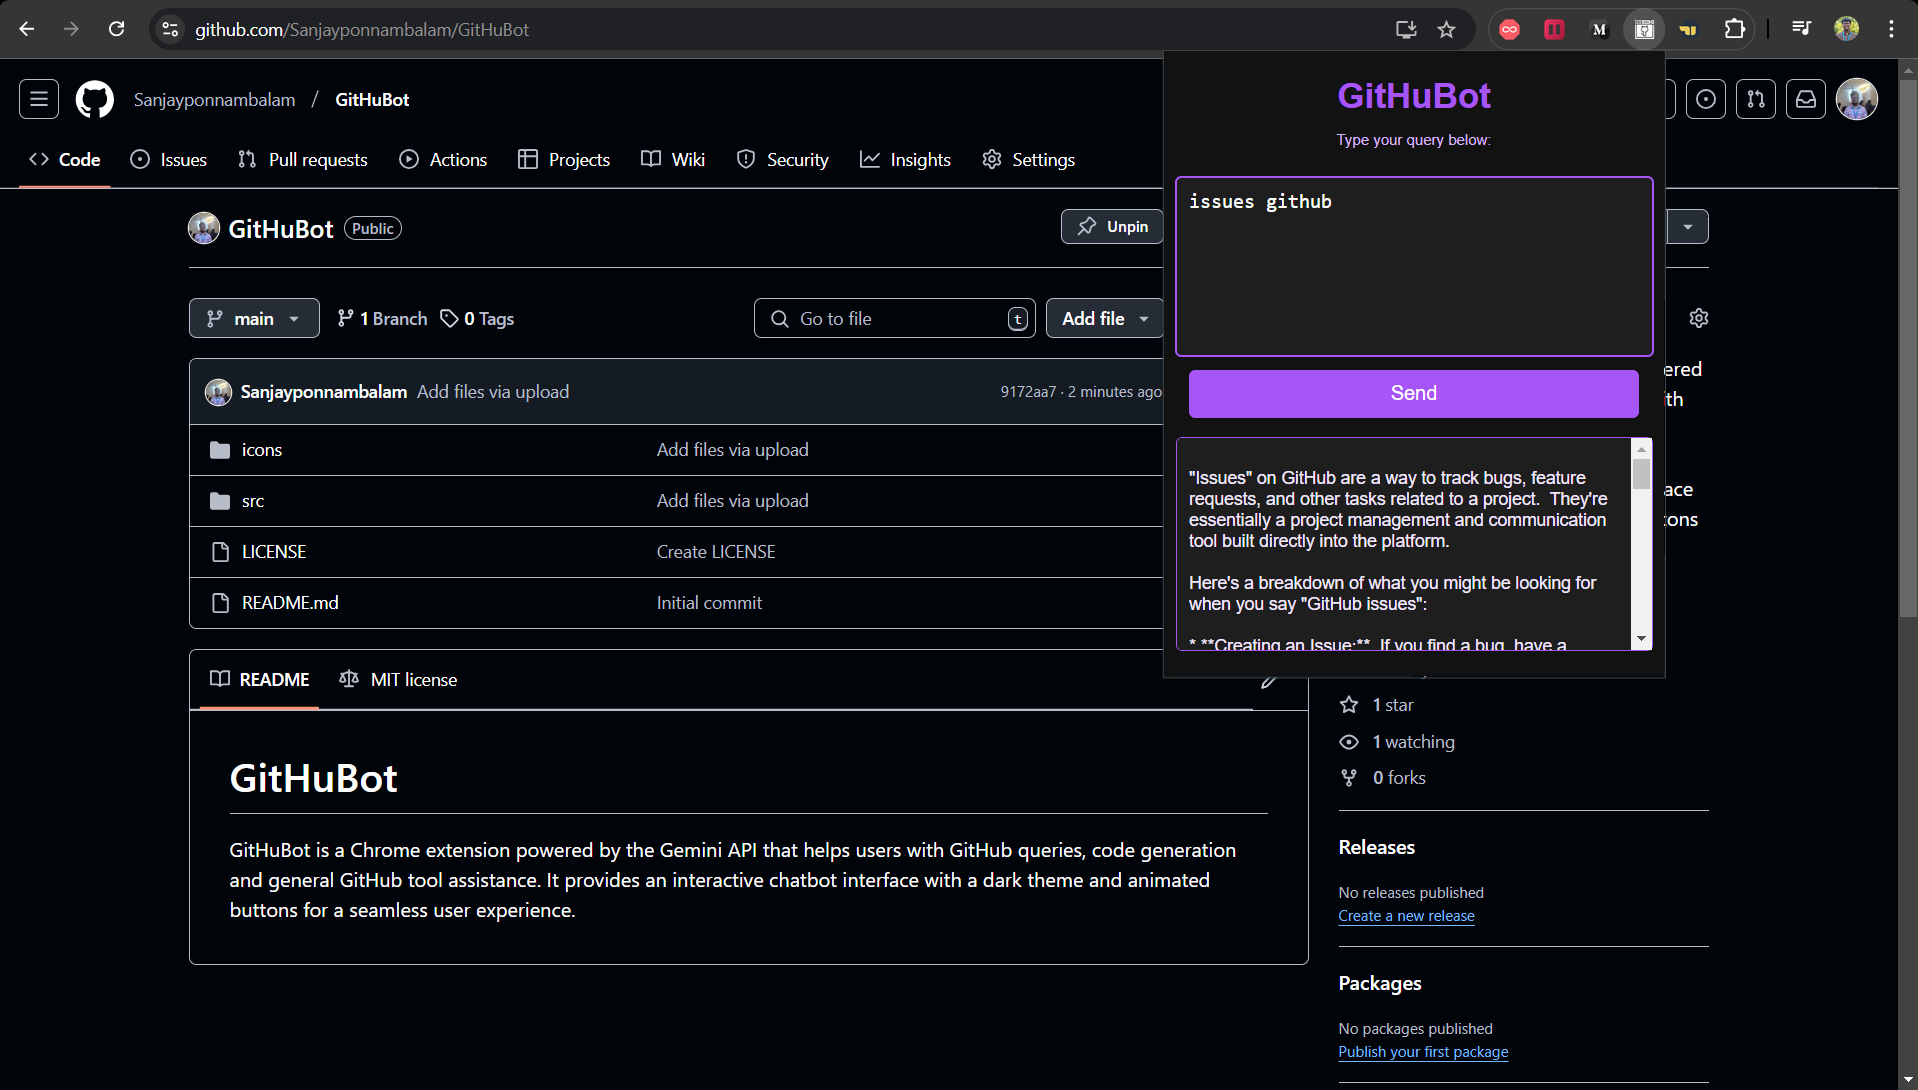 github.com/Sanjayponnambalam/GitHuBot
Sanjayponnambalam / GitHuBot
Code Issues Pull requests Actions Projects Wiki Security Insights Settings
GitHuBot Public
Unpin
main 1 Branch 0 Tags
Go to file t
Add file
Sanjayponnambalam Add files via upload 9172aa7 · 2 minutes ago
icons Add files via upload
src Add files via upload
LICENSE Create LICENSE
README.md Initial commit
README MIT license
GitHuBot
GitHuBot is a Chrome extension powered by the Gemini API that helps users with GitHub queries, code generation
and general GitHub tool assistance. It provides an interactive chatbot interface with a dark theme and animated
buttons for a seamless user experience.
GitHuBot
Type your query below:
issues github
Send
"Issues" on GitHub are a way to track bugs, feature
requests, and other tasks related to a project.  They're
essentially a project management and communication
tool built directly into the platform.
Here's a breakdown of what you might be looking for
when you say "GitHub issues":
* **Creating an Issue:**  If you find a bug, have a
ered
ith
ace
tons
1 star
1 watching
0 forks
Releases
No releases published
Create a new release
Packages
No packages published
Publish your first package